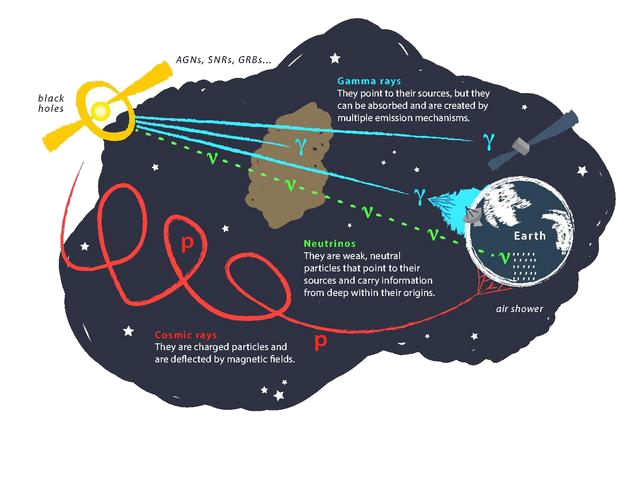 AGNs, SNRs, GRBs...
black
holes
Gamma rays
They point to their sources, but they
can be absorbed and are created by
multiple emission mechanisms.
γ
γ
γ
ν
ν
ν
ν
ν
Earth
p
Neutrinos
They are weak, neutral
particles that point to their
sources and carry information
from deep within their origins.
air shower
Cosmic rays
They are charged particles and
are deflected by magnetic fields.
p